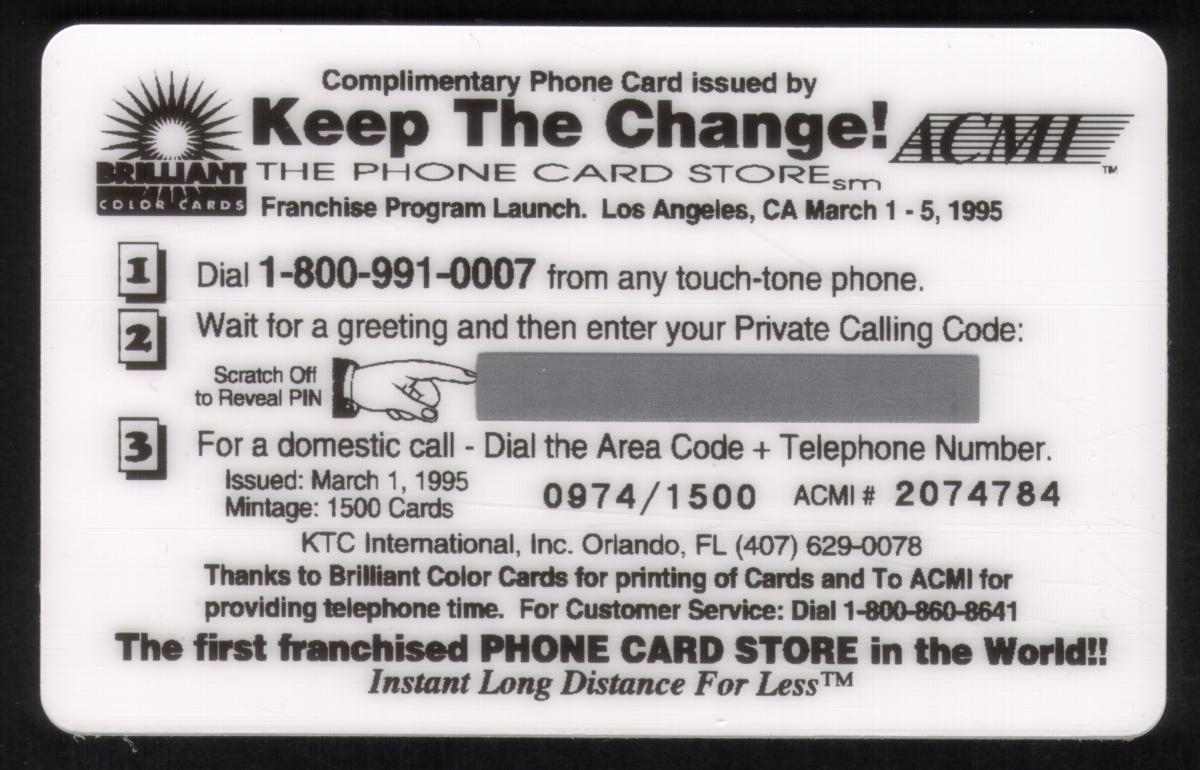 Complimentary Phone Card issued by
Keep The Change!
ACMI™
BRILLIANT
COLOR CARDS
THE PHONE CARD STOREsm
Franchise Program Launch. Los Angeles, CA March 1 - 5, 1995
1 Dial 1-800-991-0007 from any touch-tone phone.
2 Wait for a greeting and then enter your Private Calling Code:
Scratch Off
to Reveal PIN
3 For a domestic call - Dial the Area Code + Telephone Number.
Issued: March 1, 1995
Mintage: 1500 Cards
0974/1500 ACMI # 2074784
KTC International, Inc. Orlando, FL (407) 629-0078
Thanks to Brilliant Color Cards for printing of Cards and To ACMI for
providing telephone time. For Customer Service: Dial 1-800-860-8641
The first franchised PHONE CARD STORE in the World!!
Instant Long Distance For Less™